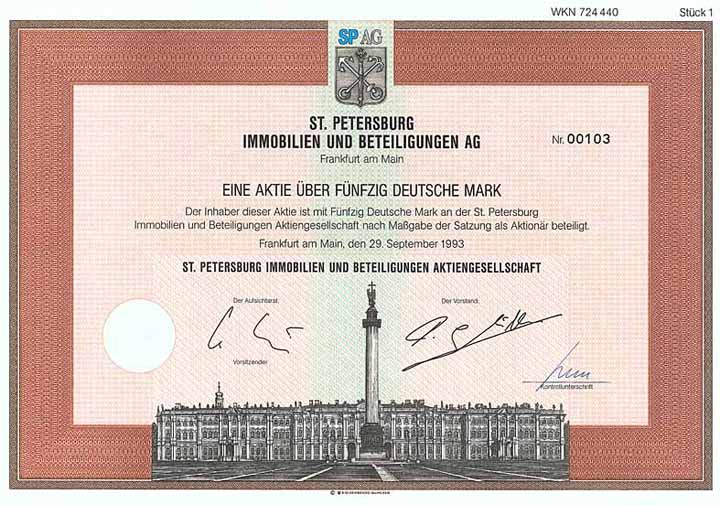 WKN 724 440
Stück 1
SP AG
ST. PETERSBURG
IMMOBILIEN UND BETEILIGUNGEN AG
Nr. 00103
Frankfurt am Main
EINE AKTIE ÜBER FÜNFZIG DEUTSCHE MARK
Der Inhaber dieser Aktie ist mit Fünfzig Deutsche Mark an der St. Petersburg
Immobilien und Beteiligungen Aktiengesellschaft nach Maßgabe der Satzung als Aktionär beteiligt.
Frankfurt am Main, den 29. September 1993
ST. PETERSBURG IMMOBILIEN UND BETEILIGUNGEN AKTIENGESELLSCHAFT
Der Aufsichtsrat:
Der Vorstand:
Vorsitzender
Kontrollunterschrift